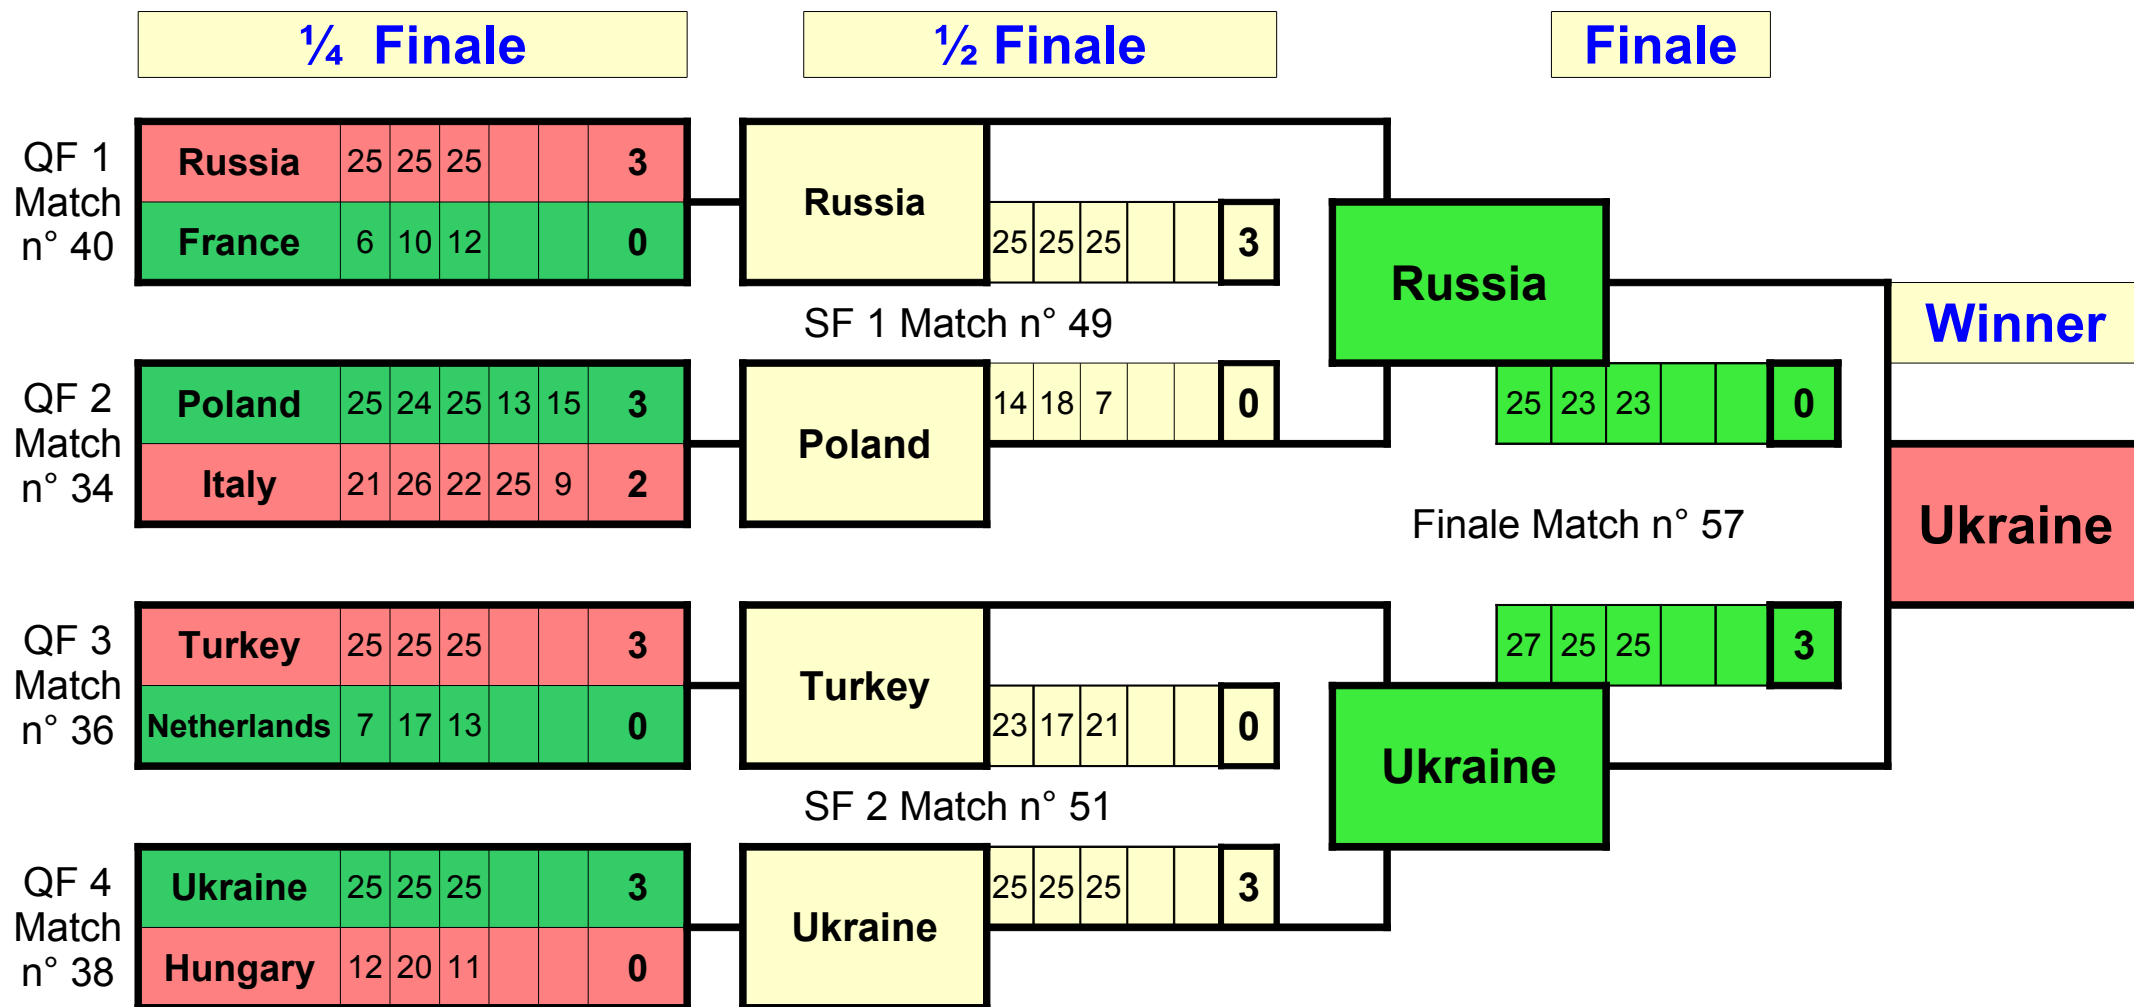 ¼ Finale
½ Finale
Finale
QF 1
Match
n° 40
Russia 25 25 25 3
France 6 10 12 0
Russia
25 25 25 3
SF 1 Match n° 49
Russia
Winner
QF 2
Match
n° 34
Poland 25 24 25 13 15 3
Italy 21 26 22 25 9 2
Poland
14 18 7 0
25 23 23 0
Finale Match n° 57
Ukraine
QF 3
Match
n° 36
Turkey 25 25 25 3
Netherlands 7 17 13 0
Turkey
23 17 21 0
27 25 25 3
SF 2 Match n° 51
Ukraine
QF 4
Match
n° 38
Ukraine 25 25 25 3
Hungary 12 20 11 0
Ukraine
25 25 25 3